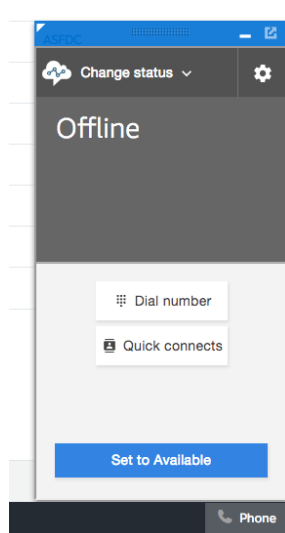 ASFDC
Change status
Offline
Dial number
Quick connects
Set to Available
Phone